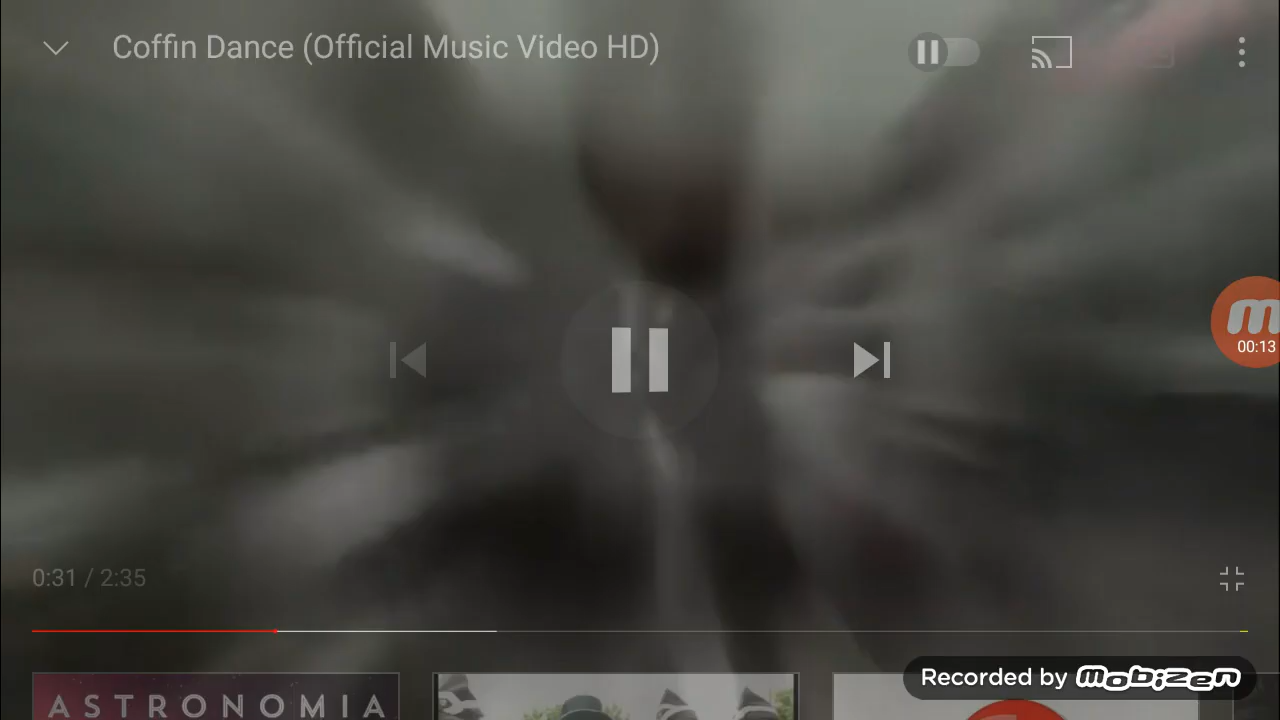 Coffin Dance (Official Music Video HD)
m
00:13
0:31 / 2:35
ASTRONOMIA
Recorded by mobizen